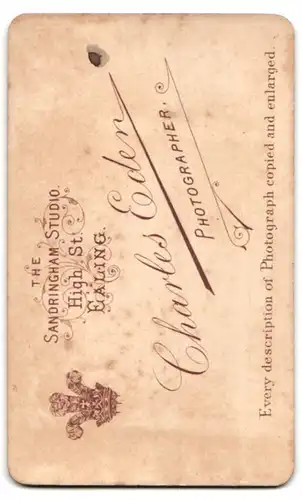 THE
SANDRINGHAM STUDIO.
High St.
EALING.
Charles Eden
PHOTOGRAPHER,
Every description of Photograph copied and enlarged.